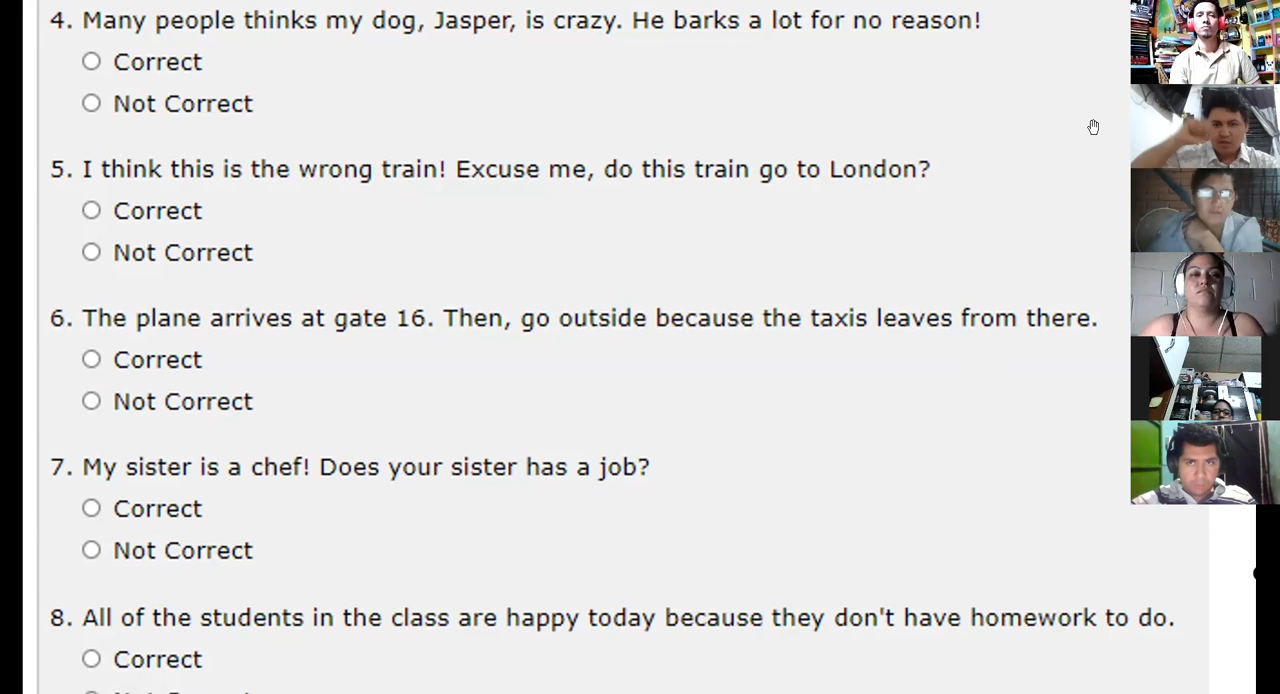 4. Many people thinks my dog, Jasper, is crazy. He barks a lot for no reason!
Correct
Not Correct
5. I think this is the wrong train! Excuse me, do this train go to London?
Correct
Not Correct
6. The plane arrives at gate 16. Then, go outside because the taxis leaves from there.
Correct
Not Correct
7. My sister is a chef! Does your sister has a job?
Correct
Not Correct
8. All of the students in the class are happy today because they don't have homework to do.
Correct